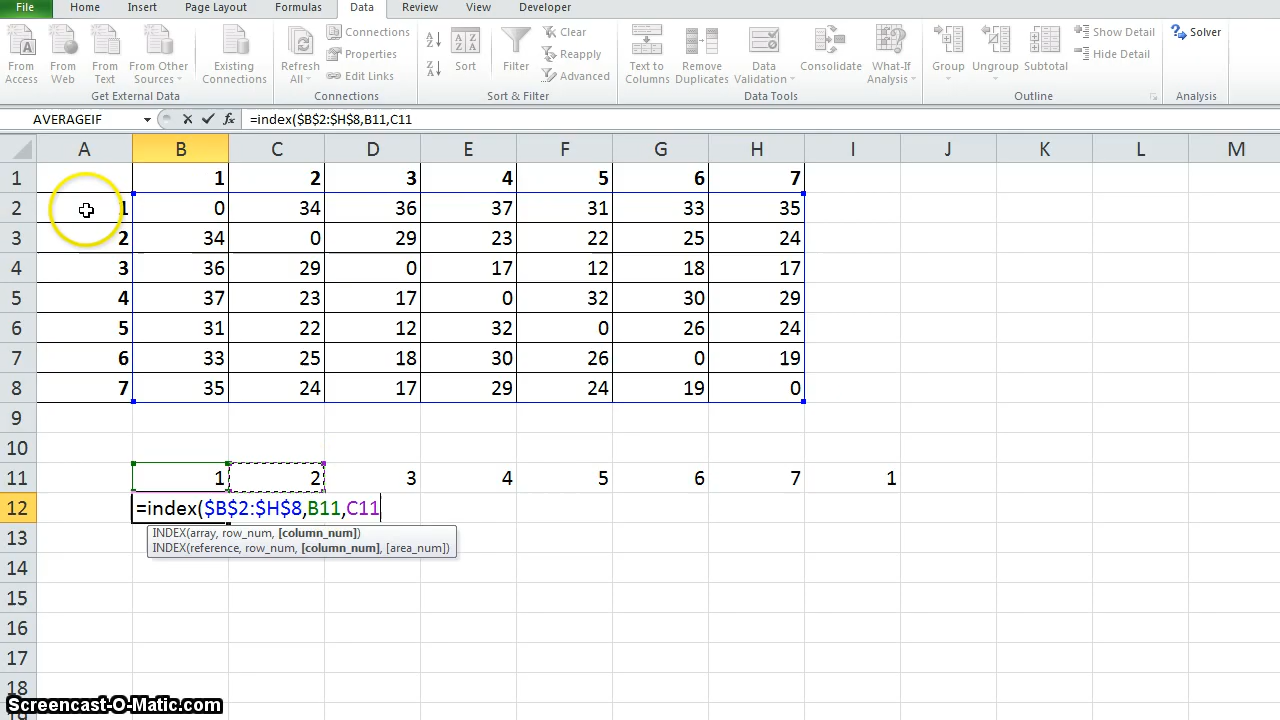 File Home Insert Page Layout Formulas Data Review View Developer
From Access From Web From Text From Other Sources Existing Connections Refresh All Connections Properties Edit Links Sort Filter Clear Reapply Advanced Text to Columns Remove Duplicates Data Validation Consolidate What-If Analysis Group Ungroup Subtotal Show Detail Hide Detail Solver
Get External Data Connections Sort & Filter Data Tools Outline Analysis
AVERAGEIF fx =index($B$2:$H$8,B11,C11
A B C D E F G H I J K L M
1 1 2 3 4 5 6 7
2 1 0 34 36 37 31 33 35
3 2 34 0 29 23 22 25 24
4 3 36 29 0 17 12 18 17
5 4 37 23 17 0 32 30 29
6 5 31 22 12 32 0 26 24
7 6 33 25 18 30 26 0 19
8 7 35 24 17 29 24 19 0
9
10
11 1 2 3 4 5 6 7 1
12 =index($B$2:$H$8,B11,C11
13 INDEX(array, row_num, [column_num])
INDEX(reference, row_num, [column_num], [area_num])
14
15
16
17
18
Screencast-O-Matic.com